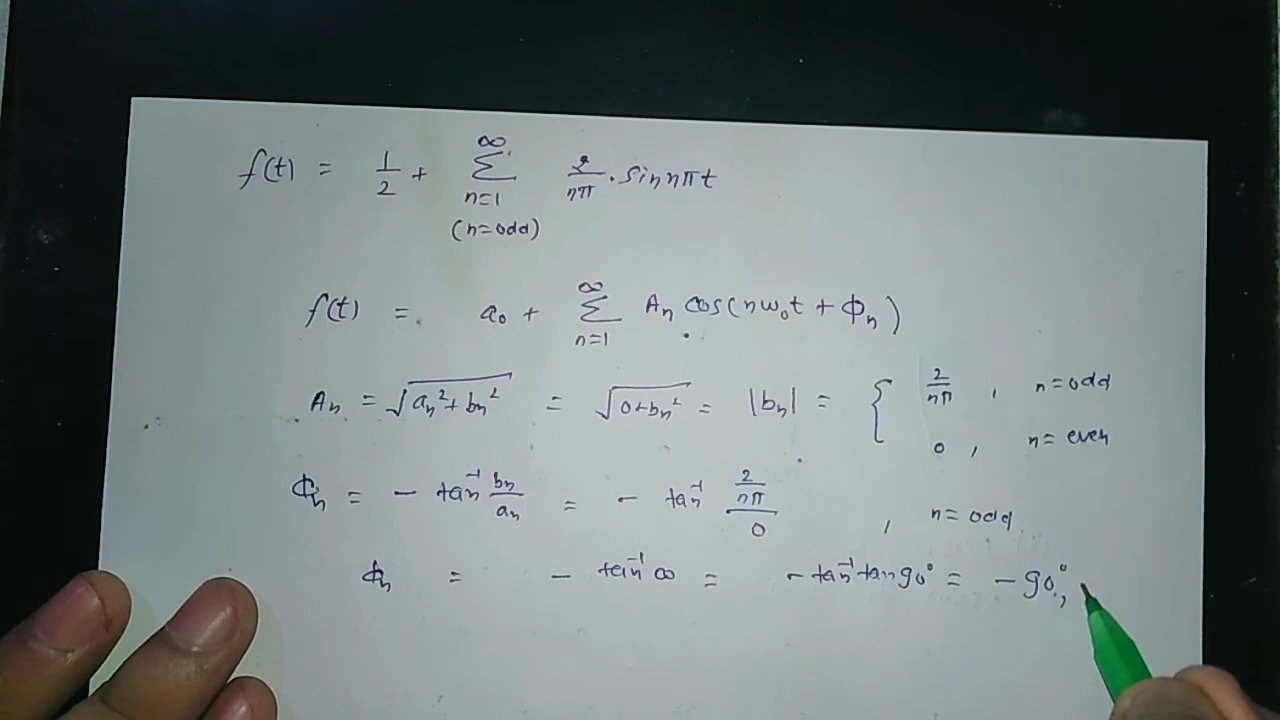 f(t) = 1/2 + ∞ Σ n=1 (n=odd) 2/nπ . sin nπt
f(t) = a₀ + ∞ Σ n=1 Aₙ cos(nω₀t + Φₙ)
Aₙ = √(aₙ² + bₙ²) = √(0+bₙ²) = |bₙ| = { 2/nπ , n=odd
0 , n= even
Φₙ = − tan⁻¹ bₙ/aₙ = − tan⁻¹ (2/nπ)/0 , n= odd
Φₙ = − tan⁻¹ ∞ = − tan⁻¹ tan 90° = − 90°,